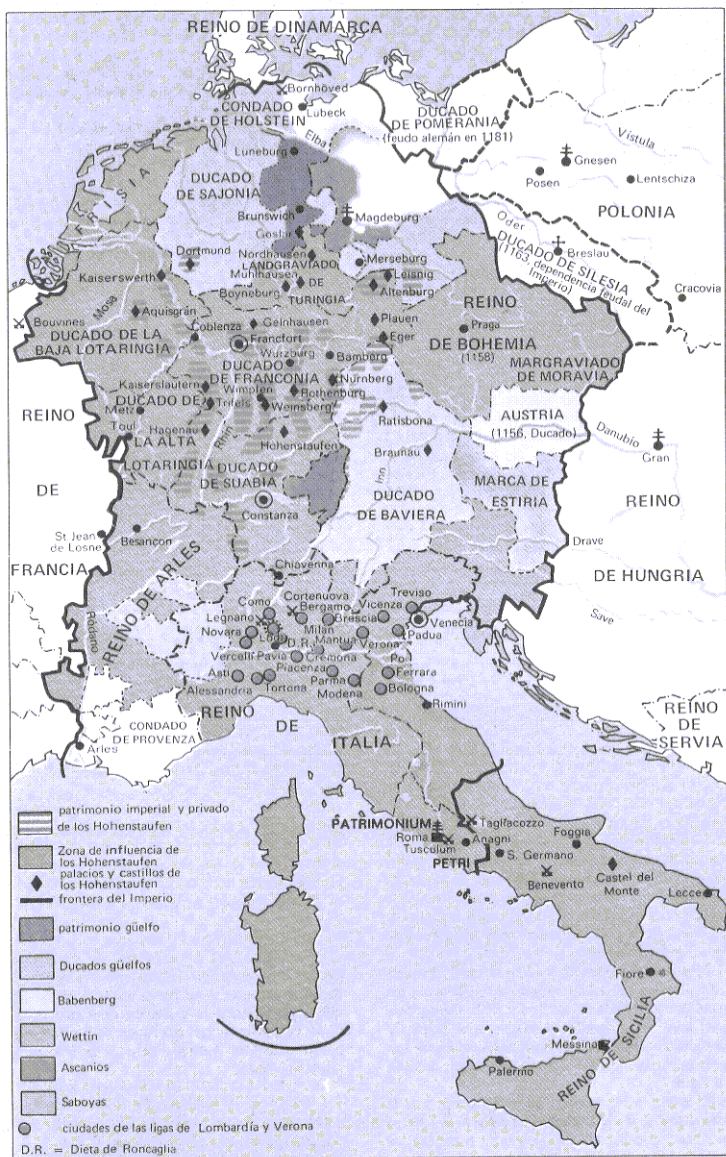 REINO DE DINAMARCA
Bornhöved
CONDADO
DE HOLSTEIN
Lubeck
DUCADO
DE POMERANIA
(feudo alemán en 1181)
Vístula
Elba
Luneburg
Gnesen
Posen
Lentschiza
FRISIA
DUCADO
DE SAJONIA
POLONIA
Brunswich
Magdeburg
Goslar
Oder
DUCADO DE SILESIA
(1163, dependencia feudal del
Imperio)
Breslau
Cracovia
Dortmund
Nordhausen
Merseburg
LANDGRAVIADO
DE
TURINGIA
Leisnig
Kaiserswerth
Mulhausen
Altenburg
Boyneburg
REINO
DE BOHEMIA
(1158)
Mosa
Bouvines
Aquisgrán
Geinhausen
Plauen
Praga
Coblenza
DUCADO DE LA
BAJA LOTARINGIA
Francfort
Eger
MARGRAVIADO
DE MORAVIA
Wurzburg
Bamberg
DUCADO
DE FRANCONIA
Kaiserslautern
Nürnberg
REINO
DE
FRANCIA
Wimpfen
Rothenburg
Metz
DUCADO DE
LA ALTA
LOTARINGIA
Trifels
Weinsberg
AUSTRIA
(1156, Ducado)
Toul
Ratisbona
Danubio
Hagenau
Hohenstaufen
Gran
Rhin
Braunau
DUCADO
DE SUABIA
Inn
MARCA DE
ESTIRIA
REINO
DE HUNGRIA
DUCADO
DE BAVIERA
Constanza
St Jean
de Losne
Besançon
Drave
REINO DE ARLES
Chiavenna
Save
Ródano
Como
Cortenuova
Treviso
Legnano
Bergamo
Vicenza
Brescia
Venecia
Novara
Lodi
Milan
D.R.
Mantua
Verona
Padua
Vercelli
Pavia
Cremona
Po
Asti
Piacenza
Ferrara
Alessandria
Tortona
Parma
Modena
Bologna
REINO
DE
ITALIA
Rimini
REINO
DE
SERVIA
CONDADO
DE PROVENZA
Arles
PATRIMONIUM
PETRI
Tagliacozzo
Roma
Anagni
Foggia
Tusculum
S. Germano
Benevento
Castel del
Monte
Lecce
Fiore
Messina
Palermo
REINO DE SICILIA
patrimonio imperial y privado
de los Hohenstaufen
Zona de influencia de
los Hohenstaufen
palacios y castillos de
los Hohenstaufen
frontera del Imperio
patrimonio güelfo
Ducados güelfos
Babenberg
Wettin
Ascanios
Saboyas
ciudades de las ligas de Lombardía y Verona
D.R. = Dieta de Roncaglia